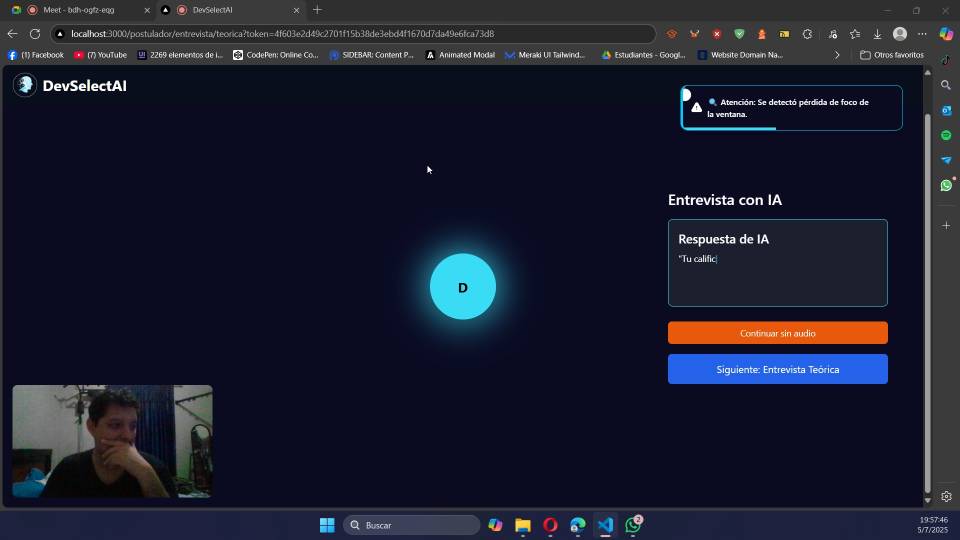 Meet - bdh-ogfz-eqg
DevSelectAI
localhost:3000/postulador/entrevista/teorica?token=4f603e2d49c2701f15b38de3ebd4f1670d7da49e6fca73d8
(1) Facebook
(7) YouTube
2269 elementos de i...
CodePen: Online Co...
SIDEBAR: Content P...
Animated Modal
Meraki UI Tailwind...
Estudiantes - Googl...
Website Domain Na...
Otros favoritos
DevSelectAI
Atención: Se detectó pérdida de foco de
la ventana.
Entrevista con IA
Respuesta de IA
"Tu calific
D
Continuar sin audio
Siguiente: Entrevista Teórica
Buscar
2
19:57:46
5/7/2025